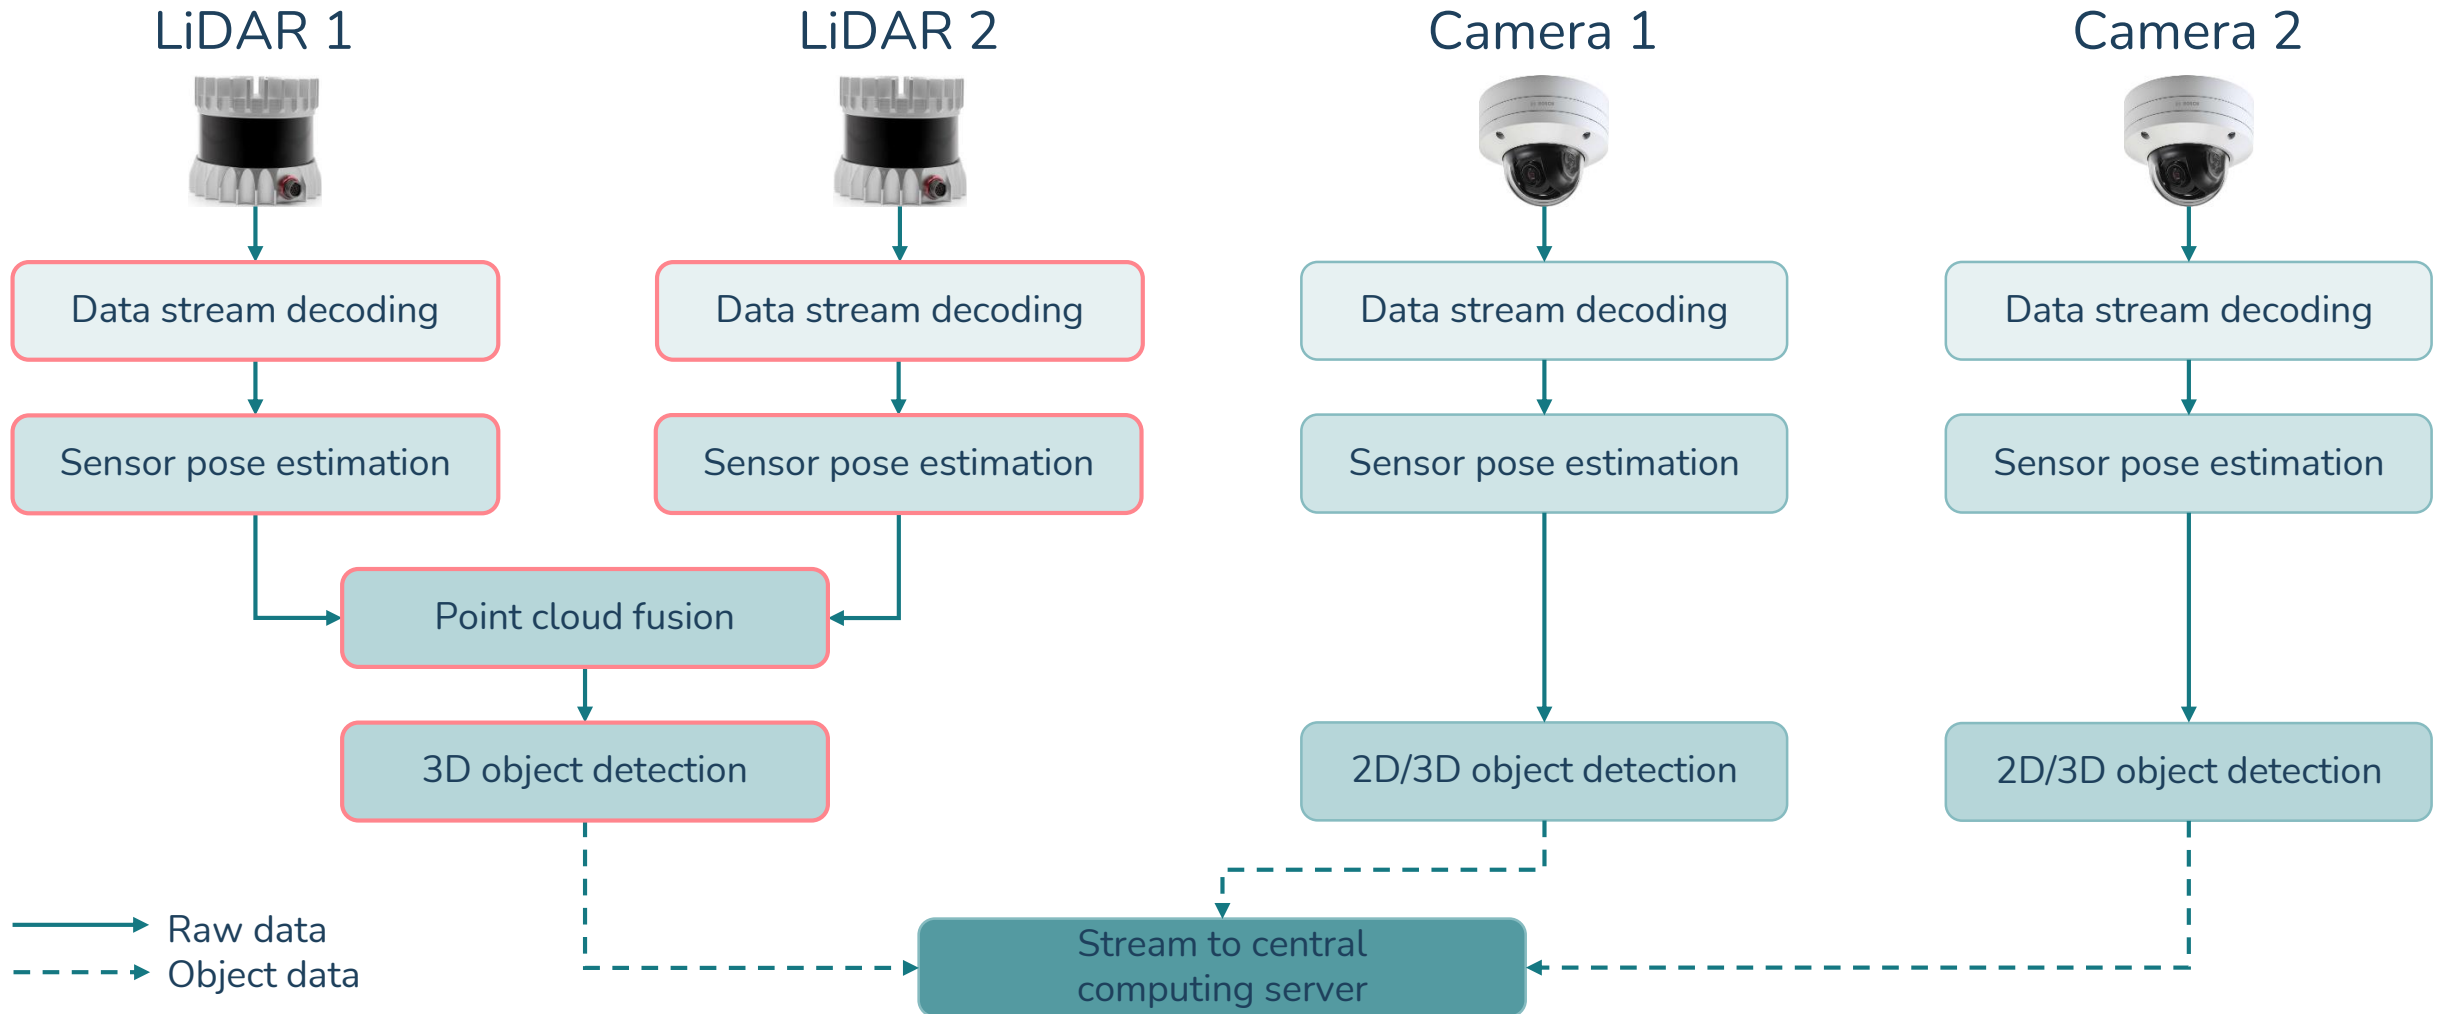 LiDAR 1
LiDAR 2
Camera 1
Camera 2
Data stream decoding
Data stream decoding
Data stream decoding
Data stream decoding
Sensor pose estimation
Sensor pose estimation
Sensor pose estimation
Sensor pose estimation
Point cloud fusion
3D object detection
2D/3D object detection
2D/3D object detection
Raw data
Object data
Stream to central
computing server